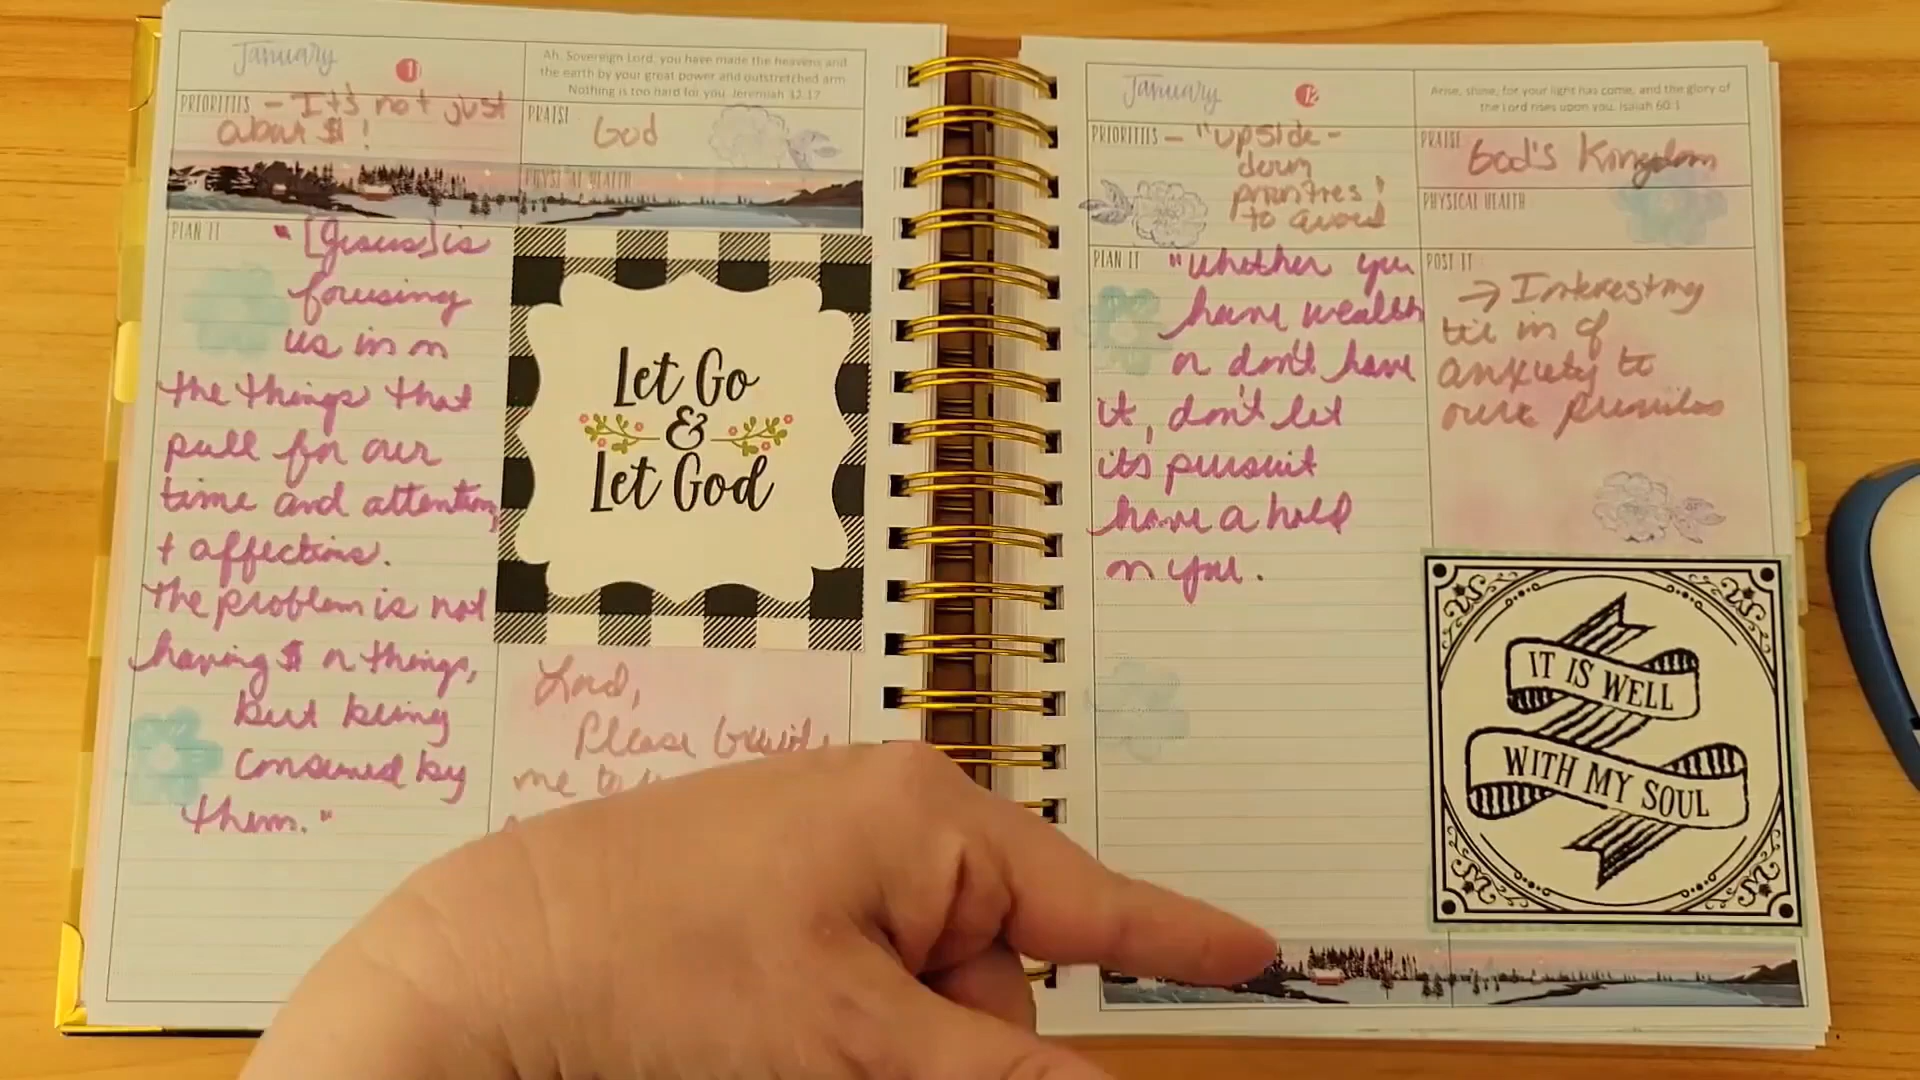 January 11
Ah, Sovereign Lord, you have made the heavens and
the earth by your great power and outstretched arm.
Nothing is too hard for you. Jeremiah 32:17
PRIORITIES - It's not just
about $!
PRAISE
God
PHYSICAL HEALTH
PLAN IT
"[Jesus] is
focusing
us in on
the things that
pull for our
time and attention,
+ affections.
The problem is not
having $ or things,
but being
consumed by
them."
Let Go
&
Let God
Lord,
Please
me to
January 12
Arise, shine, for your light has come, and the glory of
the Lord rises upon you. Isaiah 60:1
PRIORITIES - "upside-
down
priorities"
to avoid
PRAISE
God's Kingdom
PHYSICAL HEALTH
PLAN IT
"whether you
have wealth
or don't have
it, don't let
its pursuit
have a hold
on you.
POST IT
→ Interesting
tie in of
anxiety to
our
IT IS WELL
WITH MY SOUL